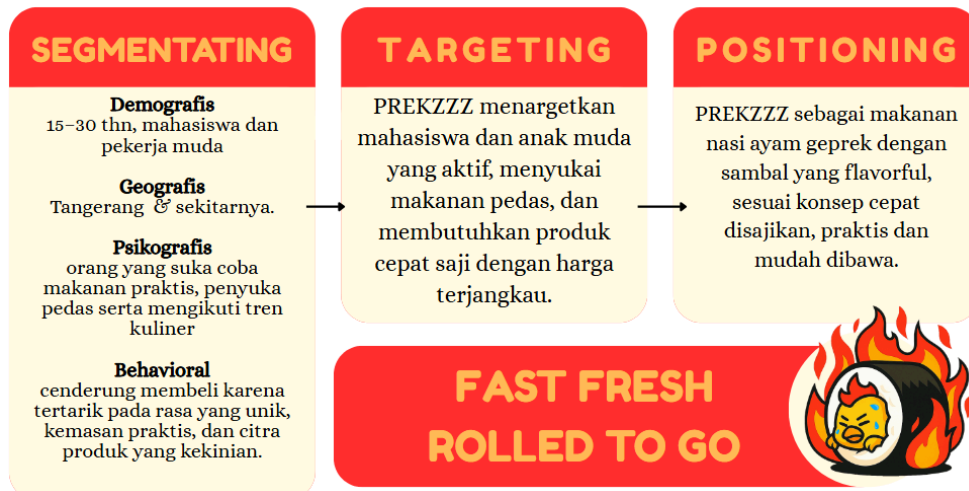 SEGMENTATING
Demografis
15–30 thn, mahasiswa dan
pekerja muda
Geografis
Tangerang & sekitarnya.
Psikografis
orang yang suka coba
makanan praktis, penyuka
pedas serta mengikuti tren
kuliner
Behavioral
cenderung membeli karena
tertarik pada rasa yang unik,
kemasan praktis, dan citra
produk yang kekinian.
TARGETING
PREKZZZ menargetkan
mahasiswa dan anak muda
yang aktif, menyukai
makanan pedas, dan
membutuhkan produk
cepat saji dengan harga
terjangkau.
POSITIONING
PREKZZZ sebagai makanan
nasi ayam geprek dengan
sambal yang flavorful,
sesuai konsep cepat
disajikan, praktis dan
mudah dibawa.
FAST FRESH
ROLLED TO GO